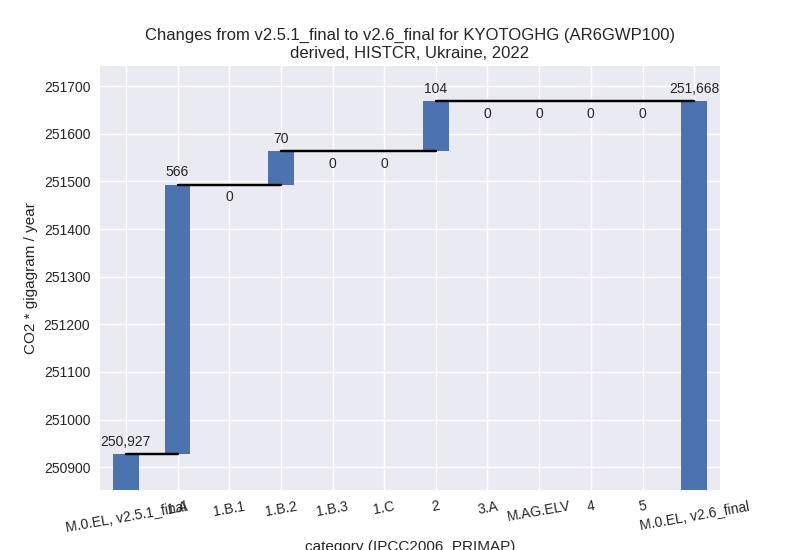 Changes from v2.5.1_final to v2.6_final for KYOTOGHG (AR6GWP100)
derived, HISTCR, Ukraine, 2022
CO2 * gigagram / year
251700
251600
251500
251400
251300
251200
251100
251000
250900
250,927
566
0
70
0
0
104
0
0
0
0
251,668
M.0.EL, v2.5.1_final
1.A
1.B.1
1.B.2
1.B.3
1.C
2
3.A
M.AG.ELV
4
5
M.0.EL, v2.6_final
category (IPCC2006_PRIMAP)